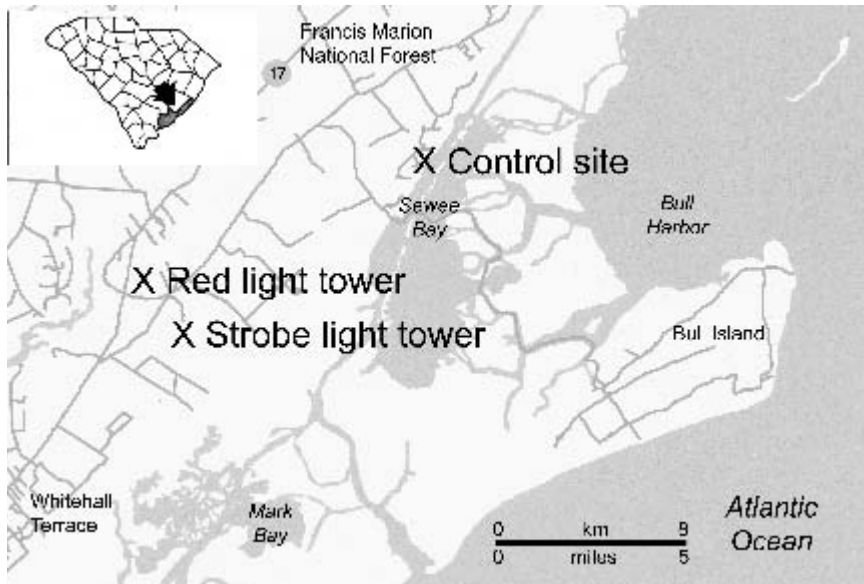 Francis Marion
National Forest
17
X Control site
Sewee
Bay
Bull
Harbor
X Red light tower
X Strobe light tower
Bull Island
Whitehall
Terrace
Mark
Bay
0 km 8
0 miles 5
Atlantic
Ocean